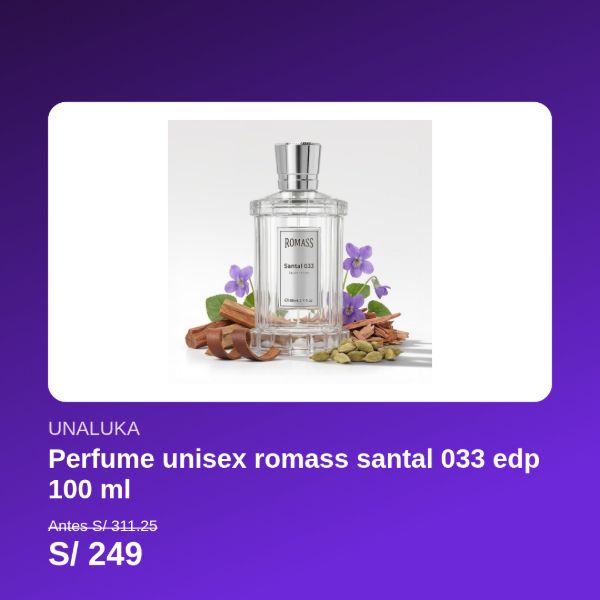 ROMASS
Santal 033
UNALUKA
Perfume unisex romass santal 033 edp
100 ml
Antes S/ 311.25
S/ 249